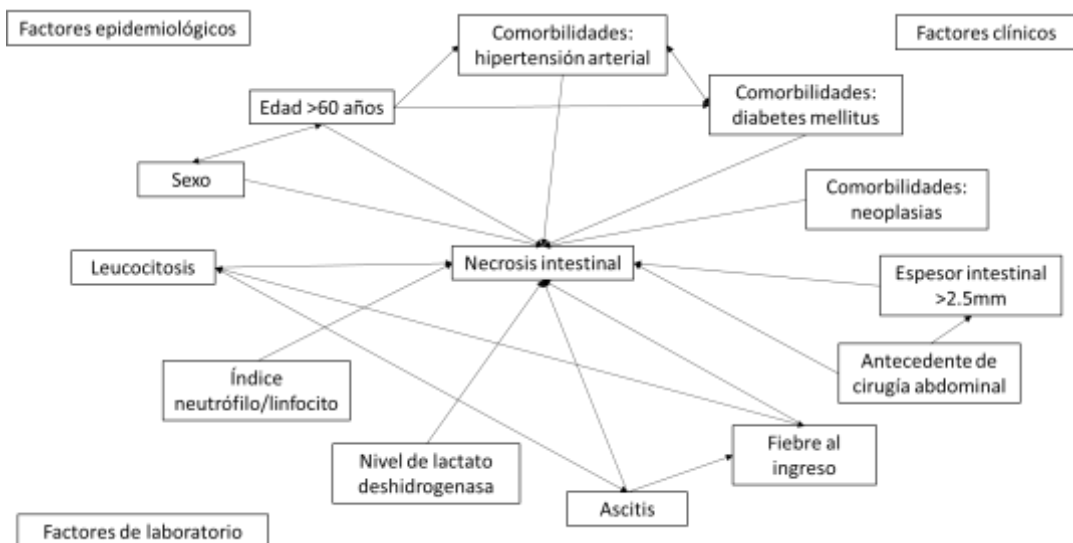 Factores epidemiológicos
Comorbilidades:
hipertensión arterial
Factores clínicos
Edad >60 años
Comorbilidades:
diabetes mellitus
Sexo
Comorbilidades:
neoplasias
Leucocitosis
Necrosis intestinal
Espesor intestinal
>2.5mm
Índice
neutrófilo/linfocito
Antecedente de
cirugía abdominal
Nivel de lactato
deshidrogenasa
Fiebre al
ingreso
Ascitis
Factores de laboratorio